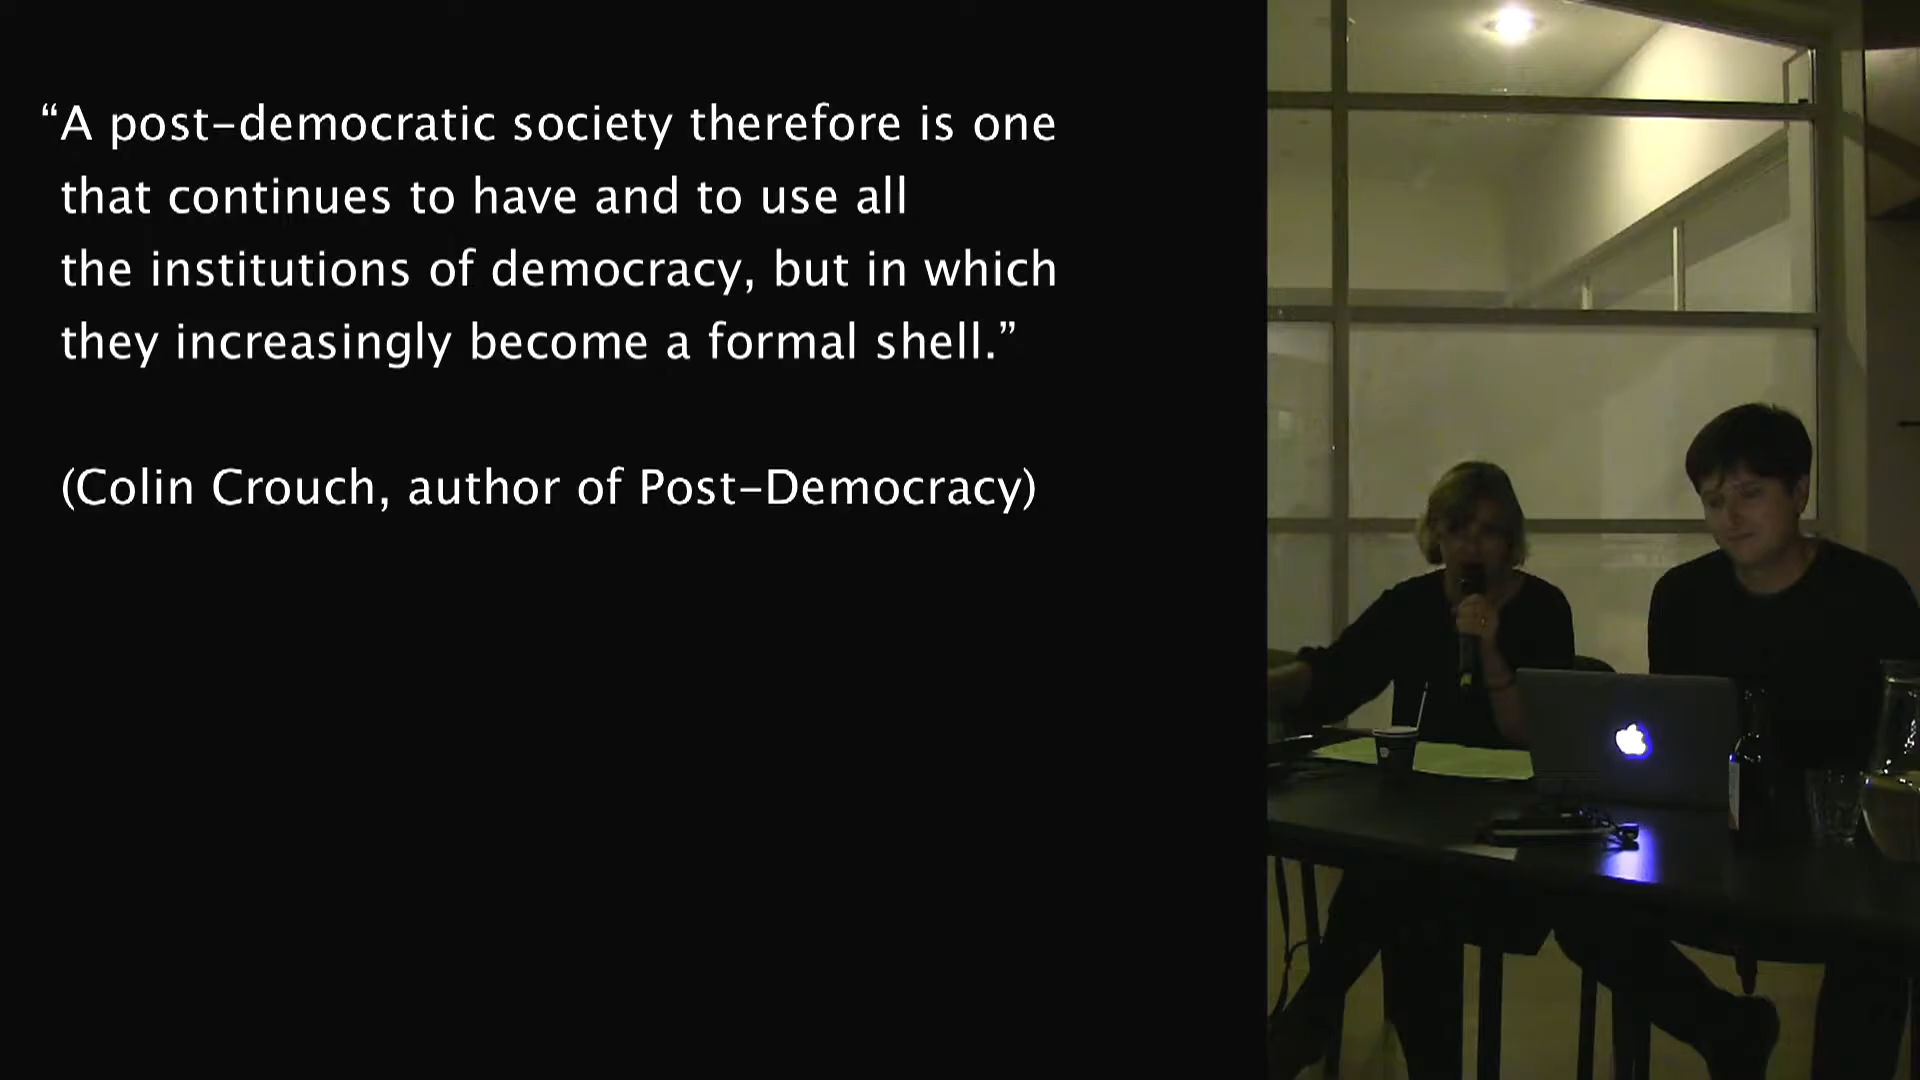 “A post–democratic society therefore is one
that continues to have and to use all
the institutions of democracy, but in which
they increasingly become a formal shell.”
(Colin Crouch, author of Post–Democracy)